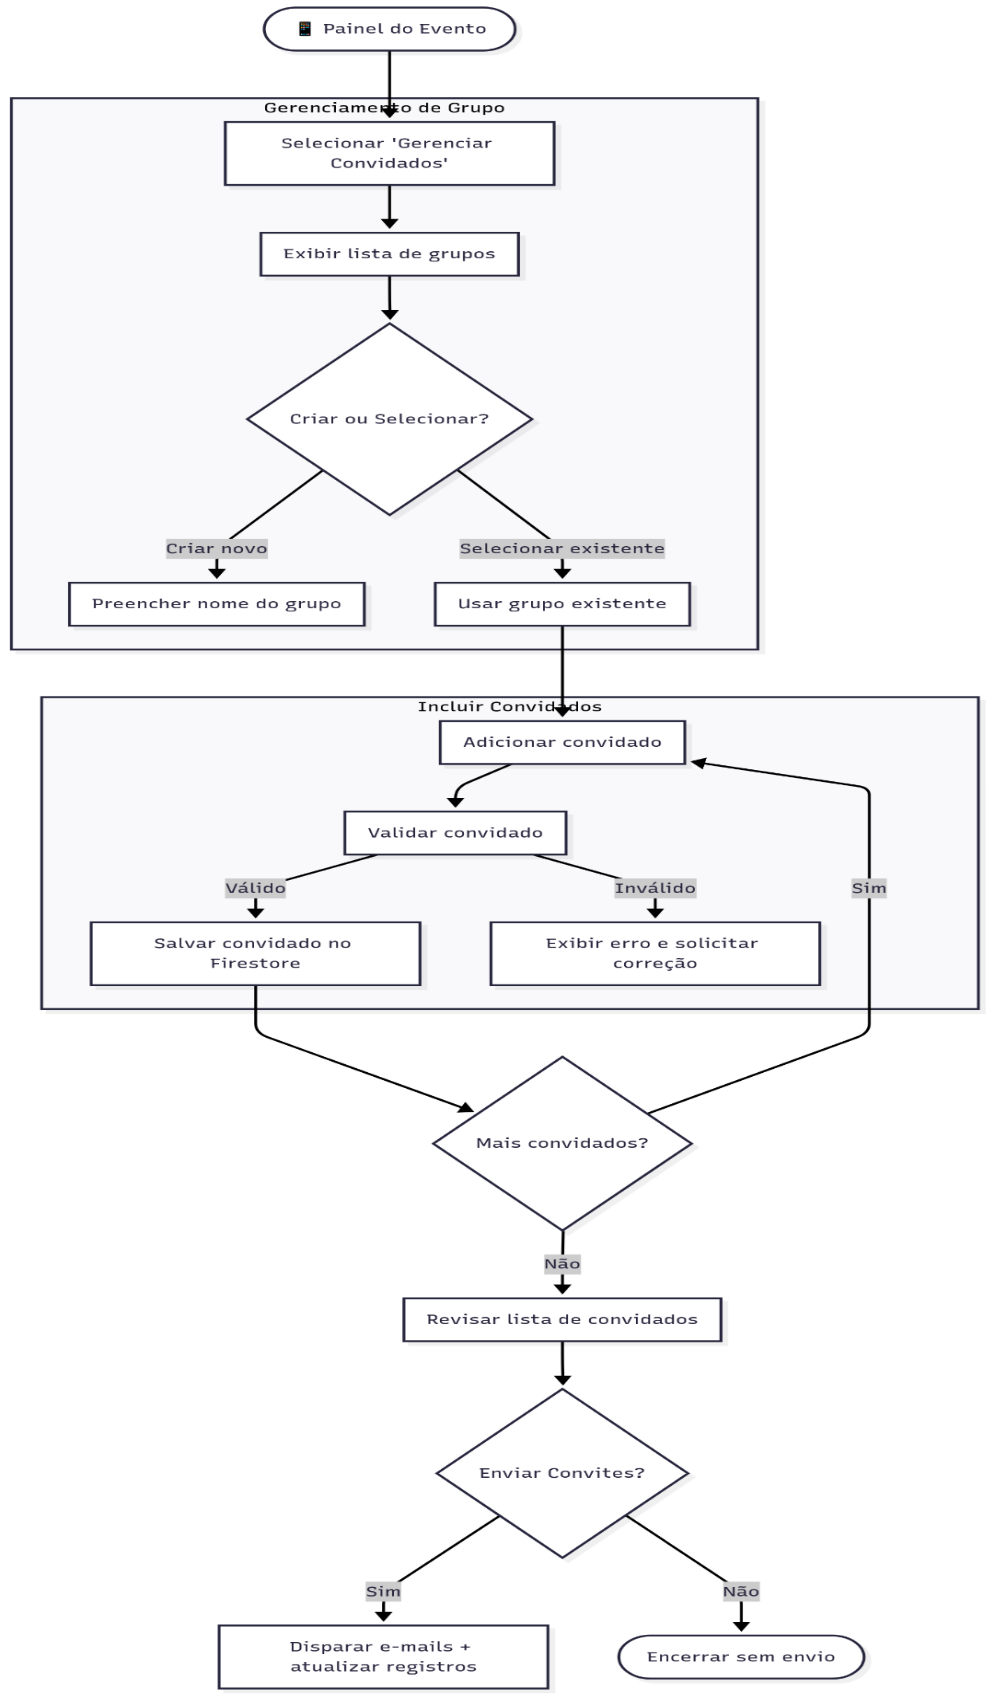 📱 Painel do Evento
Gerenciamento de Grupo
Selecionar 'Gerenciar
Convidados'
Exibir lista de grupos
Criar ou Selecionar?
Criar novo
Selecionar existente
Preencher nome do grupo
Usar grupo existente
Incluir Convidados
Adicionar convidado
Validar convidado
Válido
Inválido
Sim
Salvar convidado no
Firestore
Exibir erro e solicitar
correção
Mais convidados?
Não
Revisar lista de convidados
Enviar Convites?
Sim
Não
Disparar e-mails +
atualizar registros
Encerrar sem envio